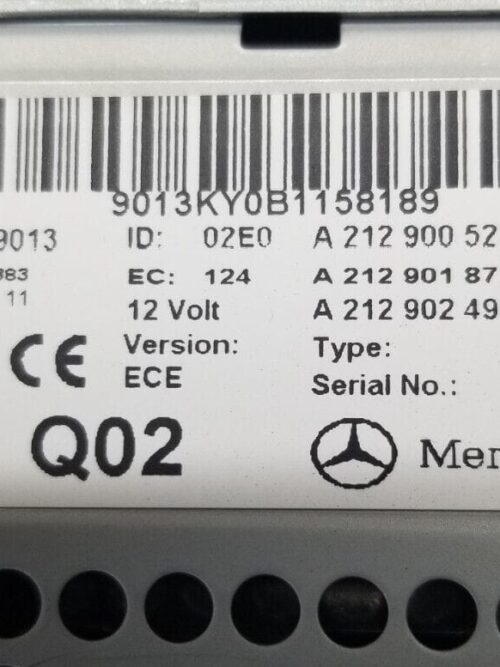 9013KY0B1158189
9013 ID: 02E0 A 212 900 52
383 EC: 124 A 212 901 87
11 12 Volt A 212 902 49
CE Version: Type:
ECE Serial No.:
Q02 Mer